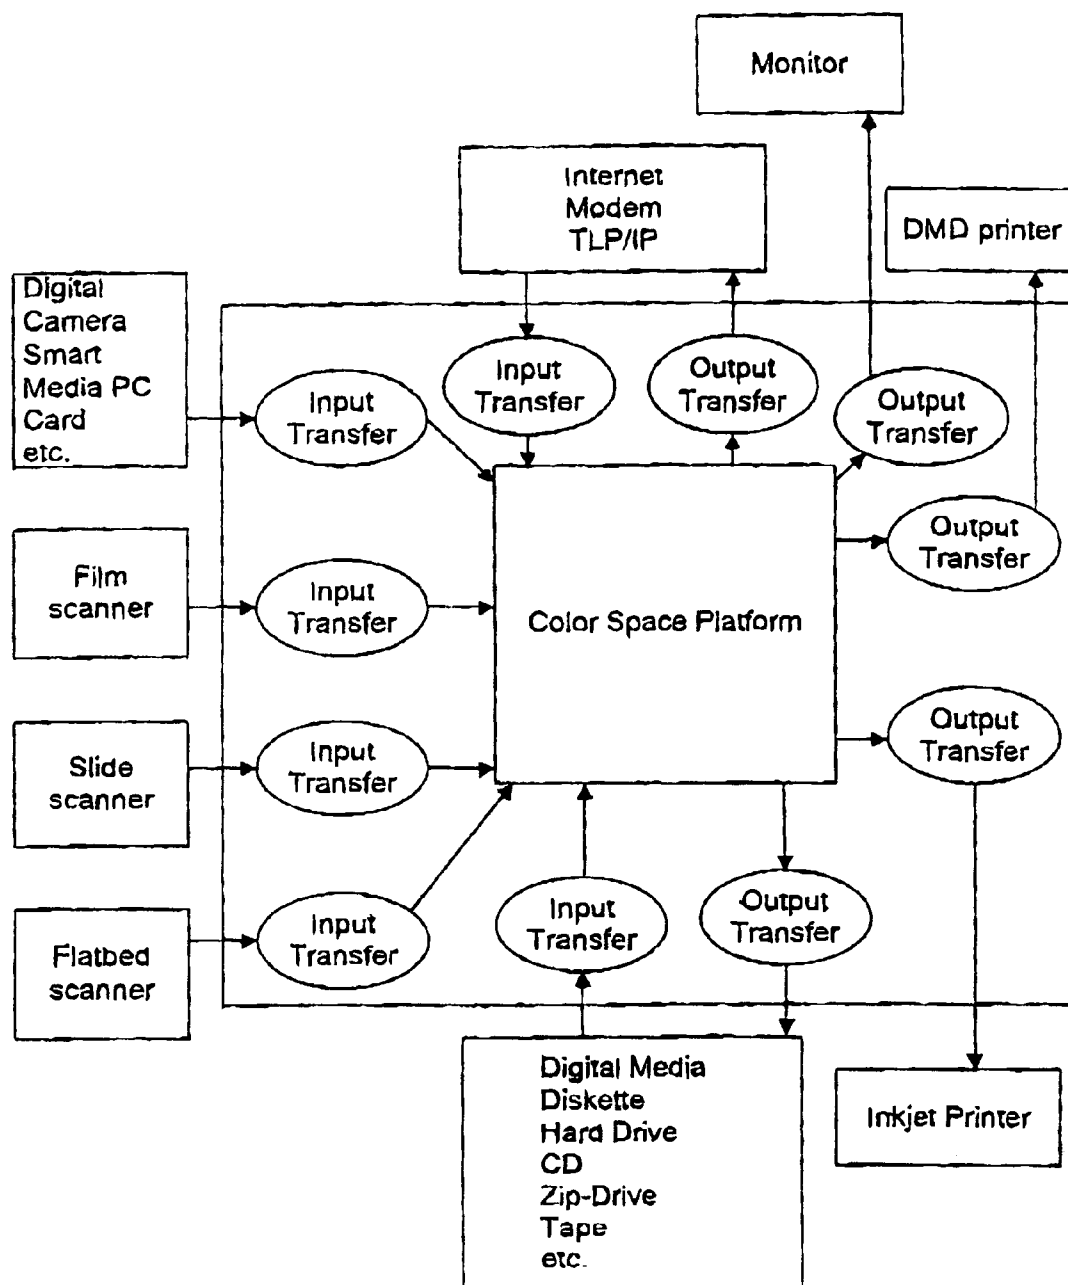 Monitor
Internet
Modem
TLP/IP
DMD printer
Digital
Camera
Smart
Media PC
Card
etc.
Input
Transfer
Input
Transfer
Output
Transfer
Output
Transfer
Output
Transfer
Film
scanner
Input
Transfer
Color Space Platform
Slide
scanner
Input
Transfer
Output
Transfer
Flatbed
scanner
Input
Transfer
Input
Transfer
Output
Transfer
Digital Media
Diskette
Hard Drive
CD
Zip-Drive
Tape
etc.
Inkjet Printer